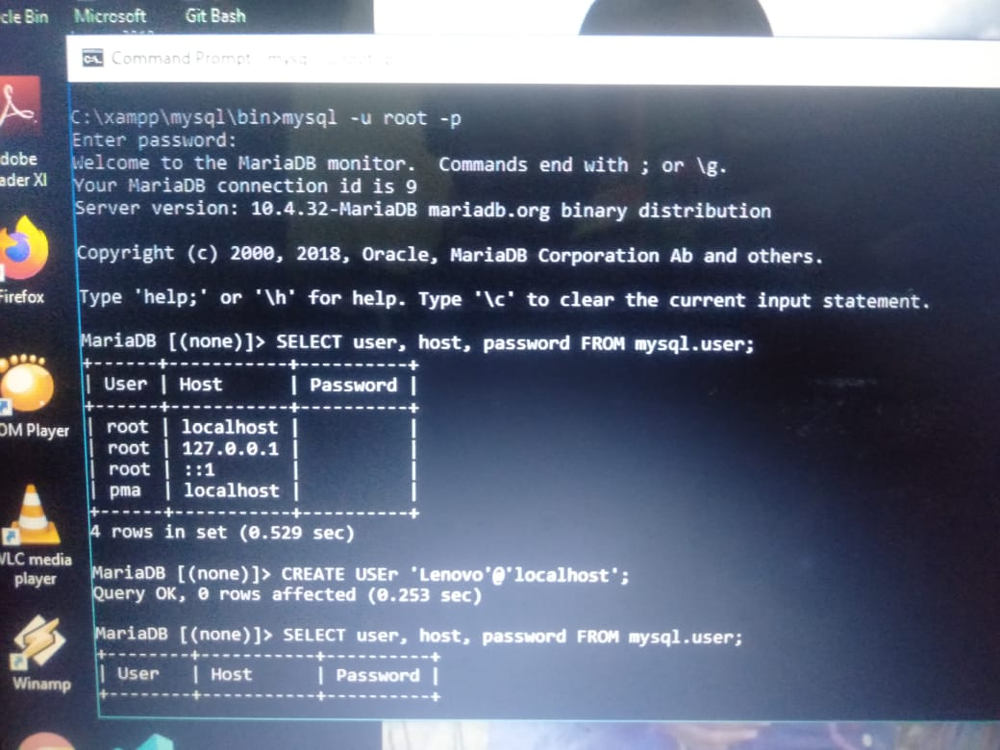 cle Bin
Microsoft
Git Bash
Command Prompt - mysql -u root -p
C:\xampp\mysql\bin>mysql -u root -p
Enter password:
Welcome to the MariaDB monitor.  Commands end with ; or \g.
Your MariaDB connection id is 9
Server version: 10.4.32-MariaDB mariadb.org binary distribution
Copyright (c) 2000, 2018, Oracle, MariaDB Corporation Ab and others.
Type 'help;' or '\h' for help. Type '\c' to clear the current input statement.
MariaDB [(none)]> SELECT user, host, password FROM mysql.user;
+------+-----------+----------+
| User | Host      | Password |
+------+-----------+----------+
| root | localhost |          |
| root | 127.0.0.1 |          |
| root | ::1       |          |
| pma  | localhost |          |
+------+-----------+----------+
4 rows in set (0.529 sec)
MariaDB [(none)]> CREATE USEr 'Lenovo'@'localhost';
Query OK, 0 rows affected (0.253 sec)
MariaDB [(none)]> SELECT user, host, password FROM mysql.user;
+--------+-----------+----------+
| User   | Host      | Password |
+--------+-----------+----------+
dobe
ader XI
Firefox
OM Player
VLC media
player
Winamp